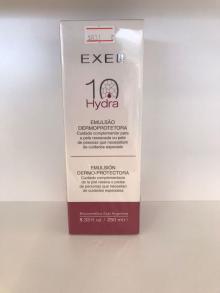 EXEL
10
Hydra
EMULSÃO
DERMOPROTETORA
Cuidado complementar para
a pele ressecada ou pele
de pessoas que necessitam
de cuidados especiais
EMULSIÓN
DERMO-PROTECTORA
Cuidado complementario
de la piel reseca o pieles
de personas que necesitan
de cuidados especiales
8.33 fl.oz / 250 ml ℮